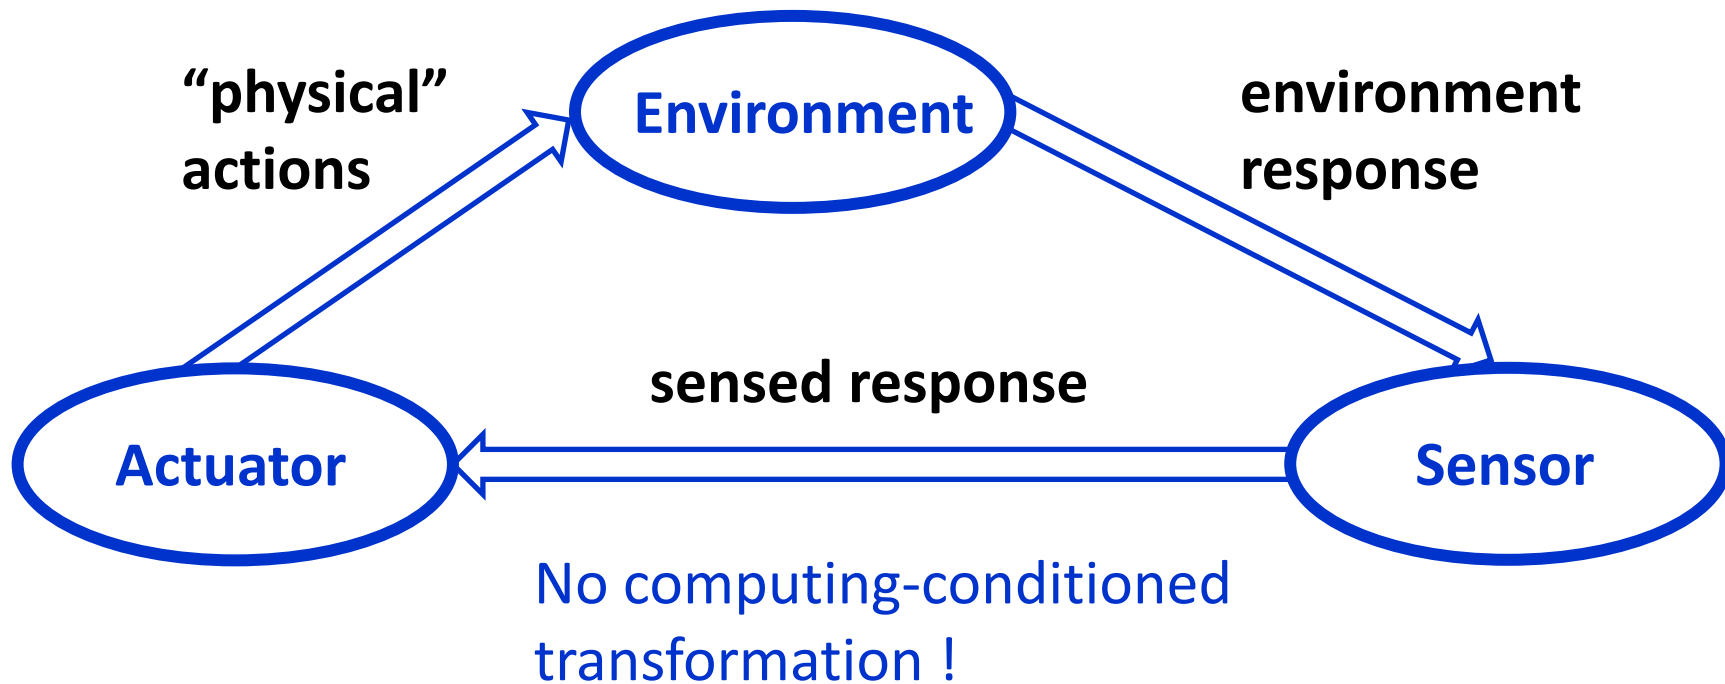 “physical”
actions
Environment
environment
response
sensed response
Actuator
Sensor
No computing-conditioned
transformation !